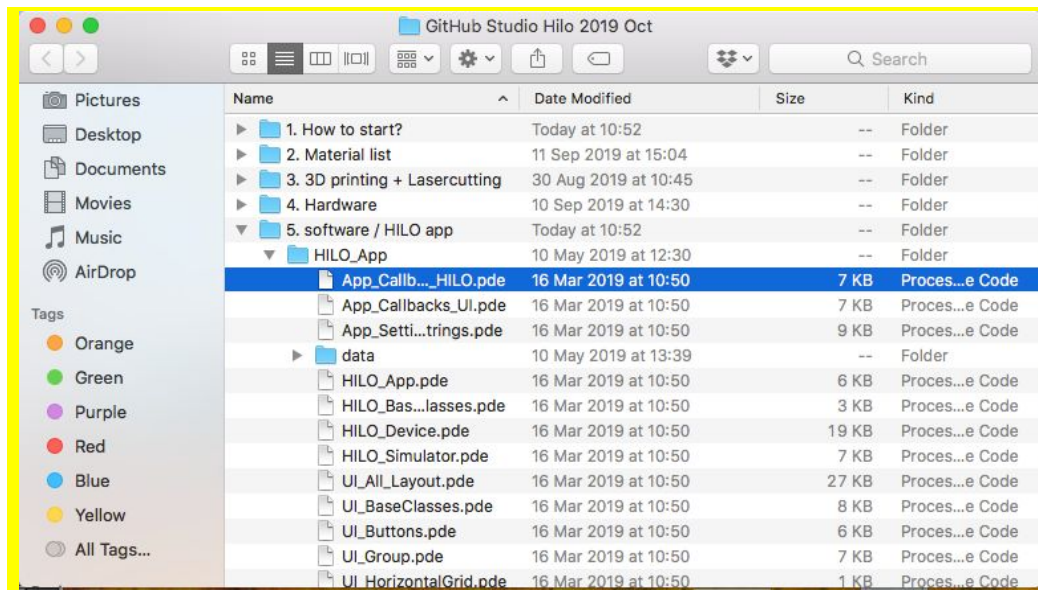 GitHub Studio Hilo 2019 Oct
Search
Pictures
Desktop
Documents
Movies
Music
AirDrop
Tags
Orange
Green
Purple
Red
Blue
Yellow
All Tags...
Name Date Modified Size Kind
1. How to start? Today at 10:52 -- Folder
2. Material list 11 Sep 2019 at 15:04 -- Folder
3. 3D printing + Lasercutting 30 Aug 2019 at 10:45 -- Folder
4. Hardware 10 Sep 2019 at 14:30 -- Folder
5. software / HILO app Today at 10:52 -- Folder
HILO_App 10 May 2019 at 12:30 -- Folder
App_Callb..._HILO.pde 16 Mar 2019 at 10:50 7 KB Proces...e Code
App_Callbacks_UI.pde 16 Mar 2019 at 10:50 7 KB Proces...e Code
App_Setti...trings.pde 16 Mar 2019 at 10:50 9 KB Proces...e Code
data 10 May 2019 at 13:39 -- Folder
HILO_App.pde 16 Mar 2019 at 10:50 6 KB Proces...e Code
HILO_Bas...lasses.pde 16 Mar 2019 at 10:50 3 KB Proces...e Code
HILO_Device.pde 16 Mar 2019 at 10:50 19 KB Proces...e Code
HILO_Simulator.pde 16 Mar 2019 at 10:50 7 KB Proces...e Code
UI_All_Layout.pde 16 Mar 2019 at 10:50 27 KB Proces...e Code
UI_BaseClasses.pde 16 Mar 2019 at 10:50 8 KB Proces...e Code
UI_Buttons.pde 16 Mar 2019 at 10:50 6 KB Proces...e Code
UI_Group.pde 16 Mar 2019 at 10:50 7 KB Proces...e Code
UI_HorizontalGrid.pde 16 Mar 2019 at 10:50 1 KB Proces...e Code